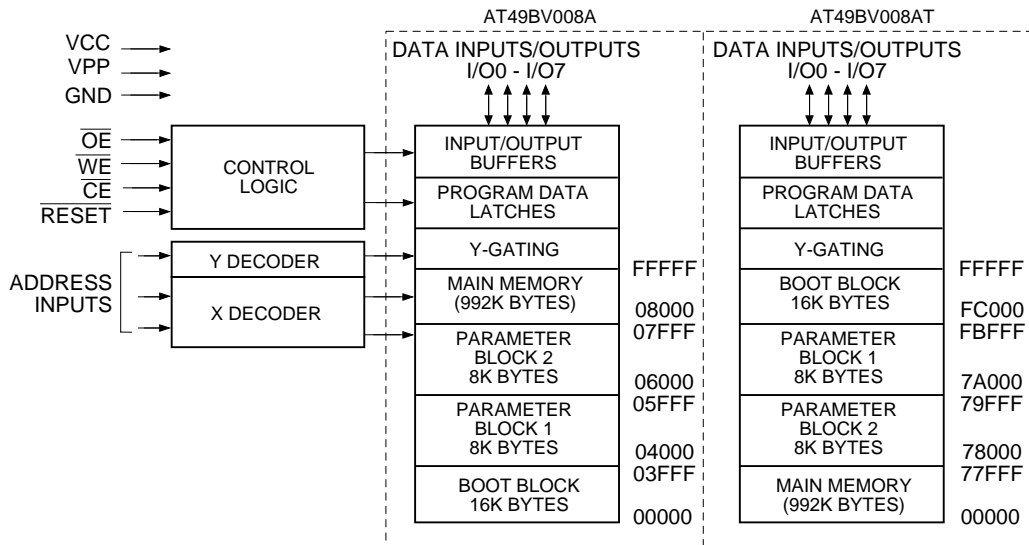 AT49BV008A
AT49BV008AT
VCC
VPP
GND
OE
WE
CE
RESET
ADDRESS
INPUTS
CONTROL
LOGIC
Y DECODER
X DECODER
DATA INPUTS/OUTPUTS
I/O0 - I/O7
INPUT/OUTPUT
BUFFERS
PROGRAM DATA
LATCHES
Y-GATING
MAIN MEMORY
(992K BYTES)
PARAMETER
BLOCK 2
8K BYTES
PARAMETER
BLOCK 1
8K BYTES
BOOT BLOCK
16K BYTES
FFFFF
08000
07FFF
06000
05FFF
04000
03FFF
00000
DATA INPUTS/OUTPUTS
I/O0 - I/O7
INPUT/OUTPUT
BUFFERS
PROGRAM DATA
LATCHES
Y-GATING
BOOT BLOCK
16K BYTES
PARAMETER
BLOCK 1
8K BYTES
PARAMETER
BLOCK 2
8K BYTES
MAIN MEMORY
(992K BYTES)
FFFFF
FC000
FBFFF
7A000
79FFF
78000
77FFF
00000